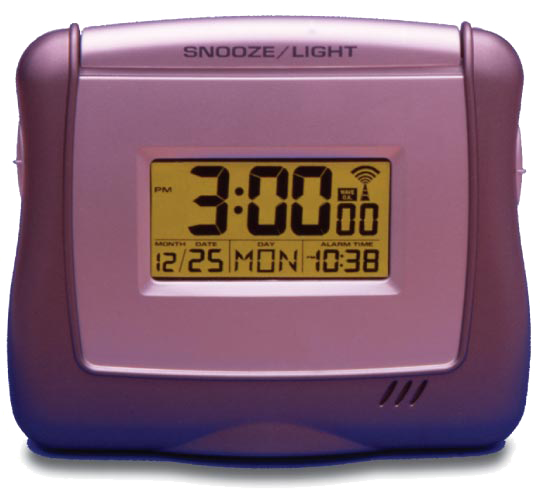 SNOOZE/LIGHT
PM 3:00 00
WAVE O.K.
MONTH DATE DAY ALARM TIME
12/25 MON 10:38